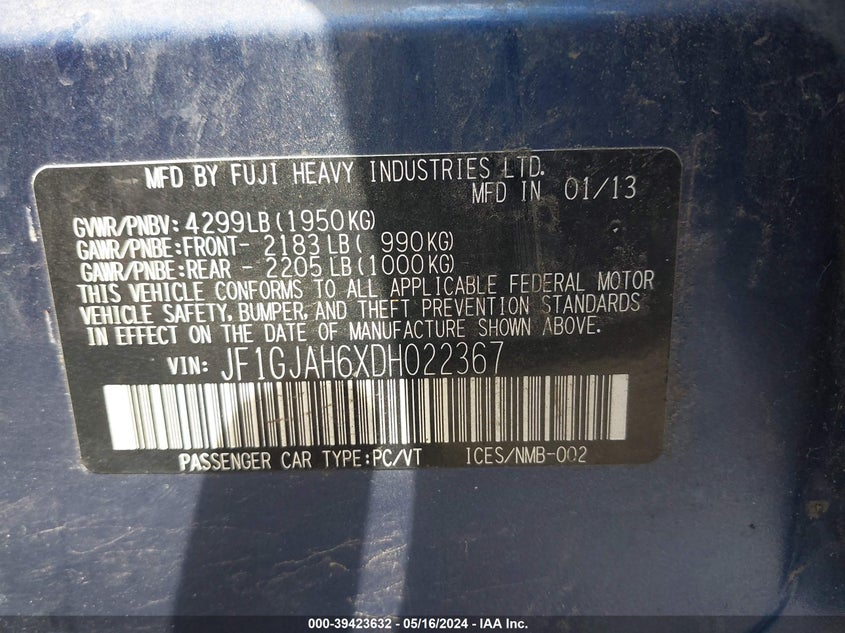 MFD BY FUJI HEAVY INDUSTRIES LTD.
MFD IN 01/13
GVWR/PNBV: 4299LB (1950KG)
GAWR/PNBE: FRONT- 2183 LB ( 990KG)
GAWR/PNBE: REAR - 2205 LB (1000KG)
THIS VEHICLE CONFORMS TO ALL APPLICABLE FEDERAL MOTOR
VEHICLE SAFETY, BUMPER, AND THEFT PREVENTION STANDARDS
IN EFFECT ON THE DATE OF MANUFACTURE SHOWN ABOVE.
VIN: JF1GJAH6XDH022367
PASSENGER CAR TYPE:PC/VT ICES/NMB-002
000-39423632 - 05/16/2024 - IAA Inc.